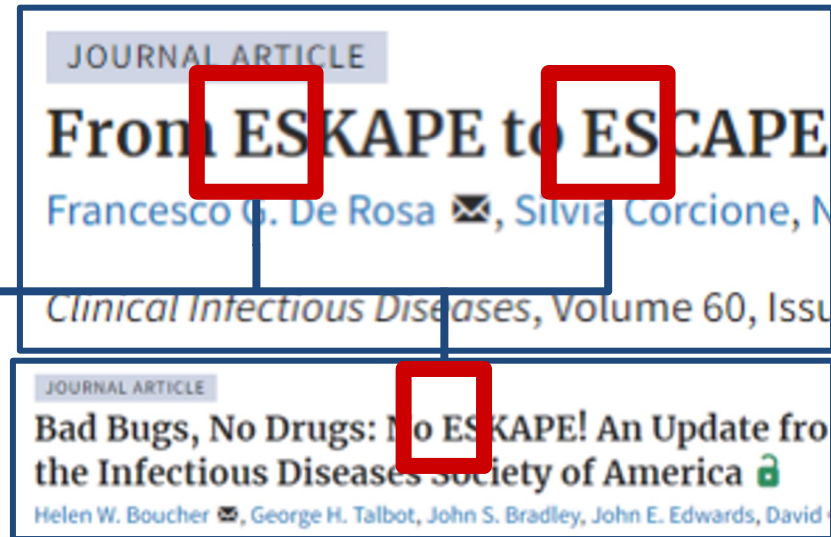 JOURNAL ARTICLE
From ESKAPE to ESCAPE
Francesco G. De Rosa ✉, Silvia Corcione, N
Clinical Infectious Diseases, Volume 60, Issu
JOURNAL ARTICLE
Bad Bugs, No Drugs: No ESKAPE! An Update fro
the Infectious Diseases Society of America
Helen W. Boucher ✉, George H. Talbot, John S. Bradley, John E. Edwards, David